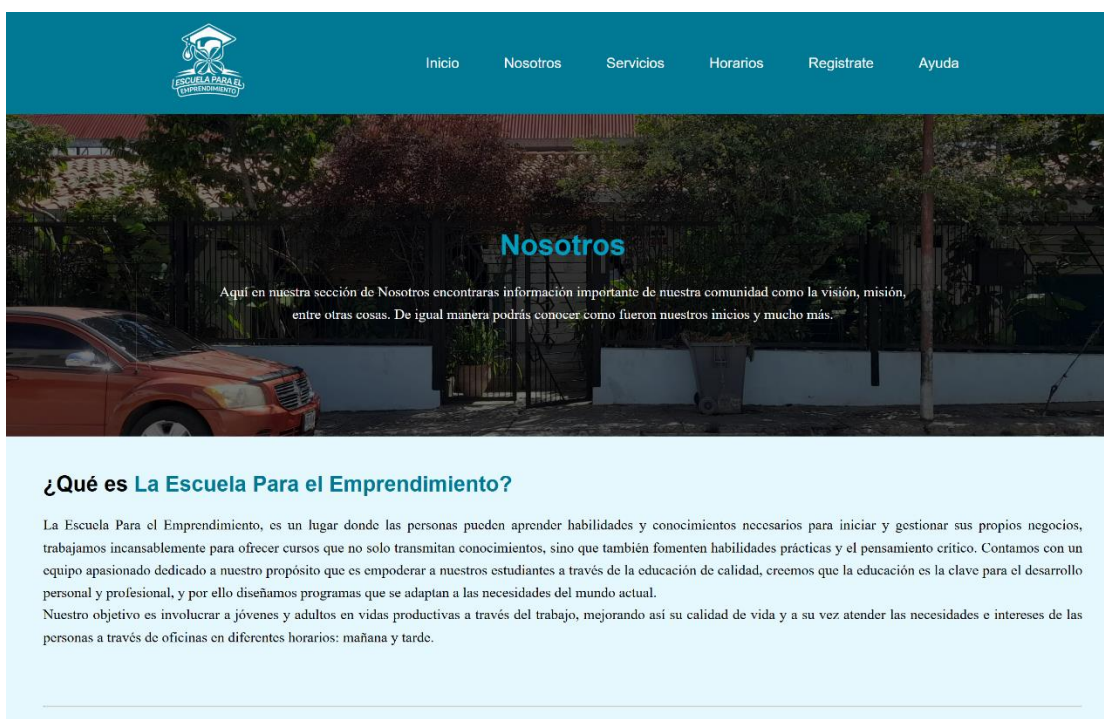 ESCUELA PARA EL
EMPRENDIMIENTO
Inicio Nosotros Servicios Horarios Registrate Ayuda
Nosotros
Aquí en nuestra sección de Nosotros encontraras información importante de nuestra comunidad como la visión, misión,
entre otras cosas. De igual manera podrás conocer como fueron nuestros inicios y mucho más.
¿Qué es La Escuela Para el Emprendimiento?
La Escuela Para el Emprendimiento, es un lugar donde las personas pueden aprender habilidades y conocimientos necesarios para iniciar y gestionar sus propios negocios,
trabajamos incansablemente para ofrecer cursos que no solo transmitan conocimientos, sino que también fomenten habilidades prácticas y el pensamiento crítico. Contamos con un
equipo apasionado dedicado a nuestro propósito que es empoderar a nuestros estudiantes a través de la educación de calidad, creemos que la educación es la clave para el desarrollo
personal y profesional, y por ello diseñamos programas que se adaptan a las necesidades del mundo actual.
Nuestro objetivo es involucrar a jóvenes y adultos en vidas productivas a través del trabajo, mejorando así su calidad de vida y a su vez atender las necesidades e intereses de las
personas a través de oficinas en diferentes horarios: mañana y tarde.